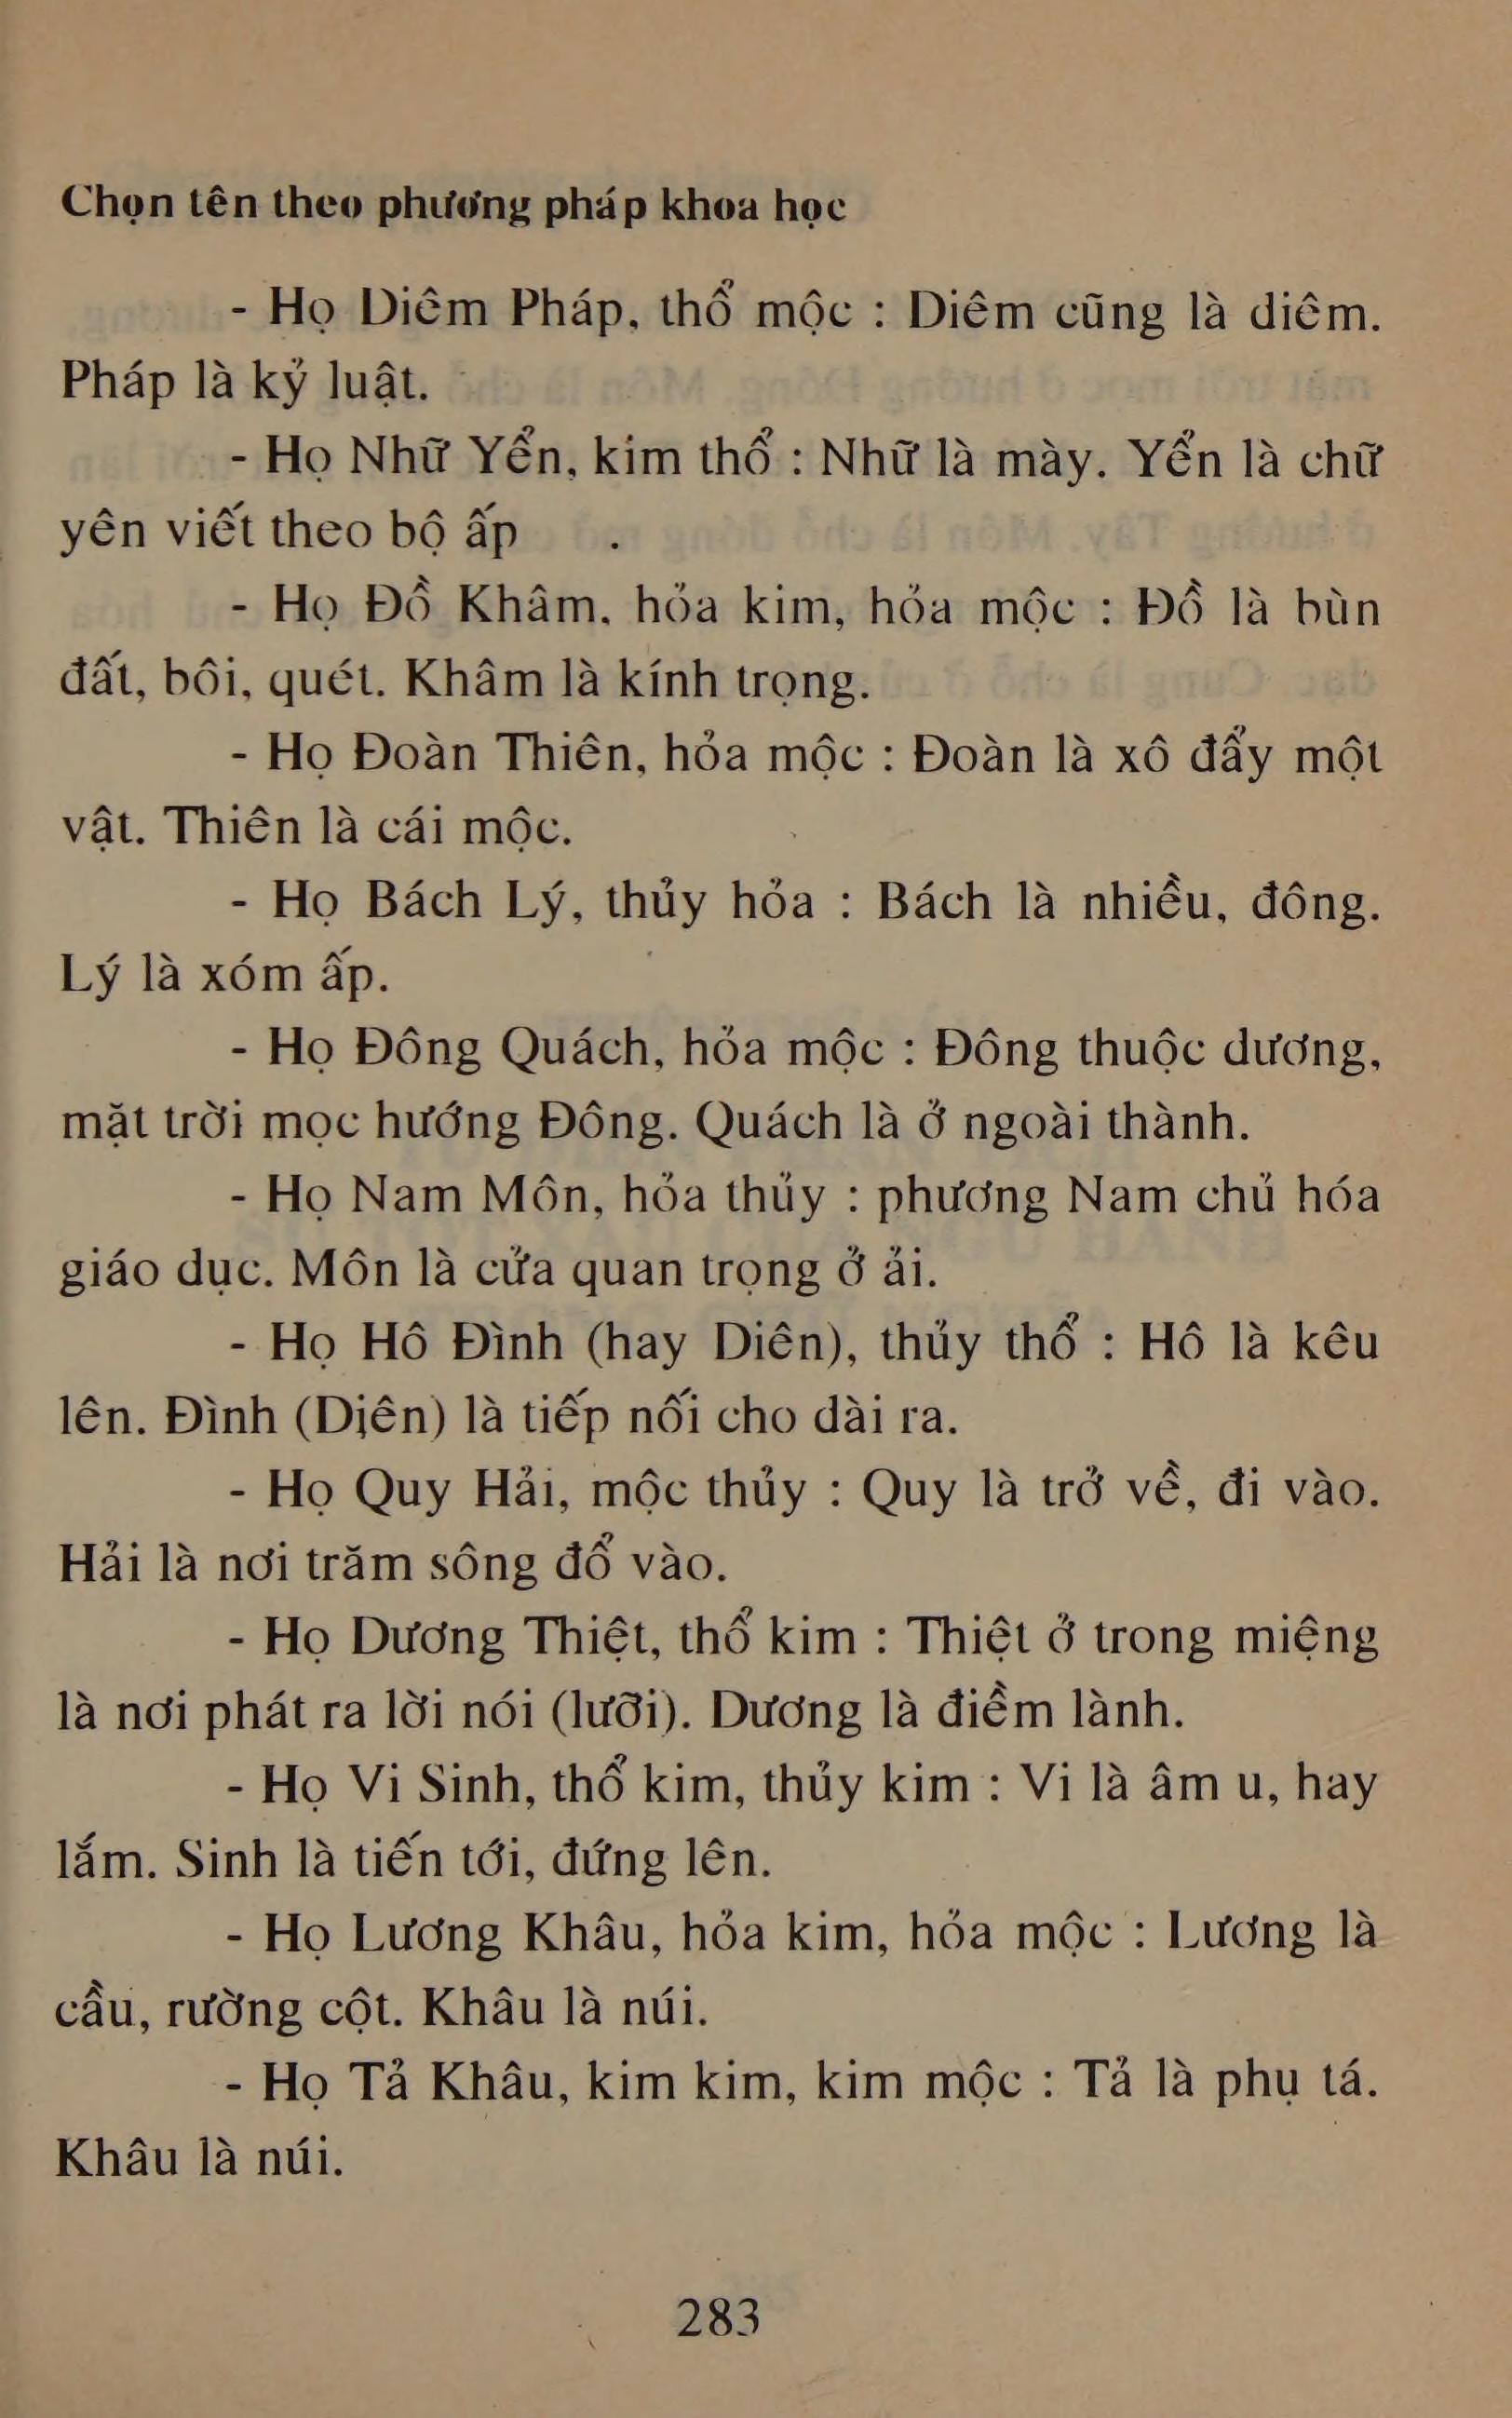 Chọn tên theo phương pháp khoa học
- Họ Diêm Pháp, thổ mộc : Diêm cũng là diêm.
Pháp là kỷ luật.
- Họ Nhữ Yển, kim thổ : Nhữ là mày. Yển là chữ
yên viết theo bộ ấp .
- Họ Đồ Khâm, hỏa kim, hỏa mộc : Đồ là bùn
đất, bôi, quét. Khâm là kính trọng.
- Họ Đoàn Thiên, hỏa mộc : Đoàn là xô đẩy một
vật. Thiên là cái mộc.
- Họ Bách Lý, thủy hỏa : Bách là nhiều, đông.
Lý là xóm ấp.
- Họ Đông Quách, hỏa mộc : Đông thuộc dương,
mặt trời mọc hướng Đông. Quách là ở ngoài thành.
- Họ Nam Môn, hỏa thủy : phương Nam chủ hóa
giáo dục. Môn là cửa quan trọng ở ải.
- Họ Hô Đình (hay Diên), thủy thổ : Hô là kêu
lên. Đình (Diên) là tiếp nối cho dài ra.
- Họ Quy Hải, mộc thủy : Quy là trở về, đi vào.
Hải là nơi trăm sông đổ vào.
- Họ Dương Thiệt, thổ kim : Thiệt ở trong miệng
là nơi phát ra lời nói (lưỡi). Dương là điềm lành.
- Họ Vi Sinh, thổ kim, thủy kim : Vi là âm u, hay
lắm. Sinh là tiến tới, đứng lên.
- Họ Lương Khâu, hỏa kim, hỏa mộc : Lương là
cầu, rường cột. Khâu là núi.
- Họ Tả Khâu, kim kim, kim mộc : Tả là phụ tá.
Khâu là núi.
283